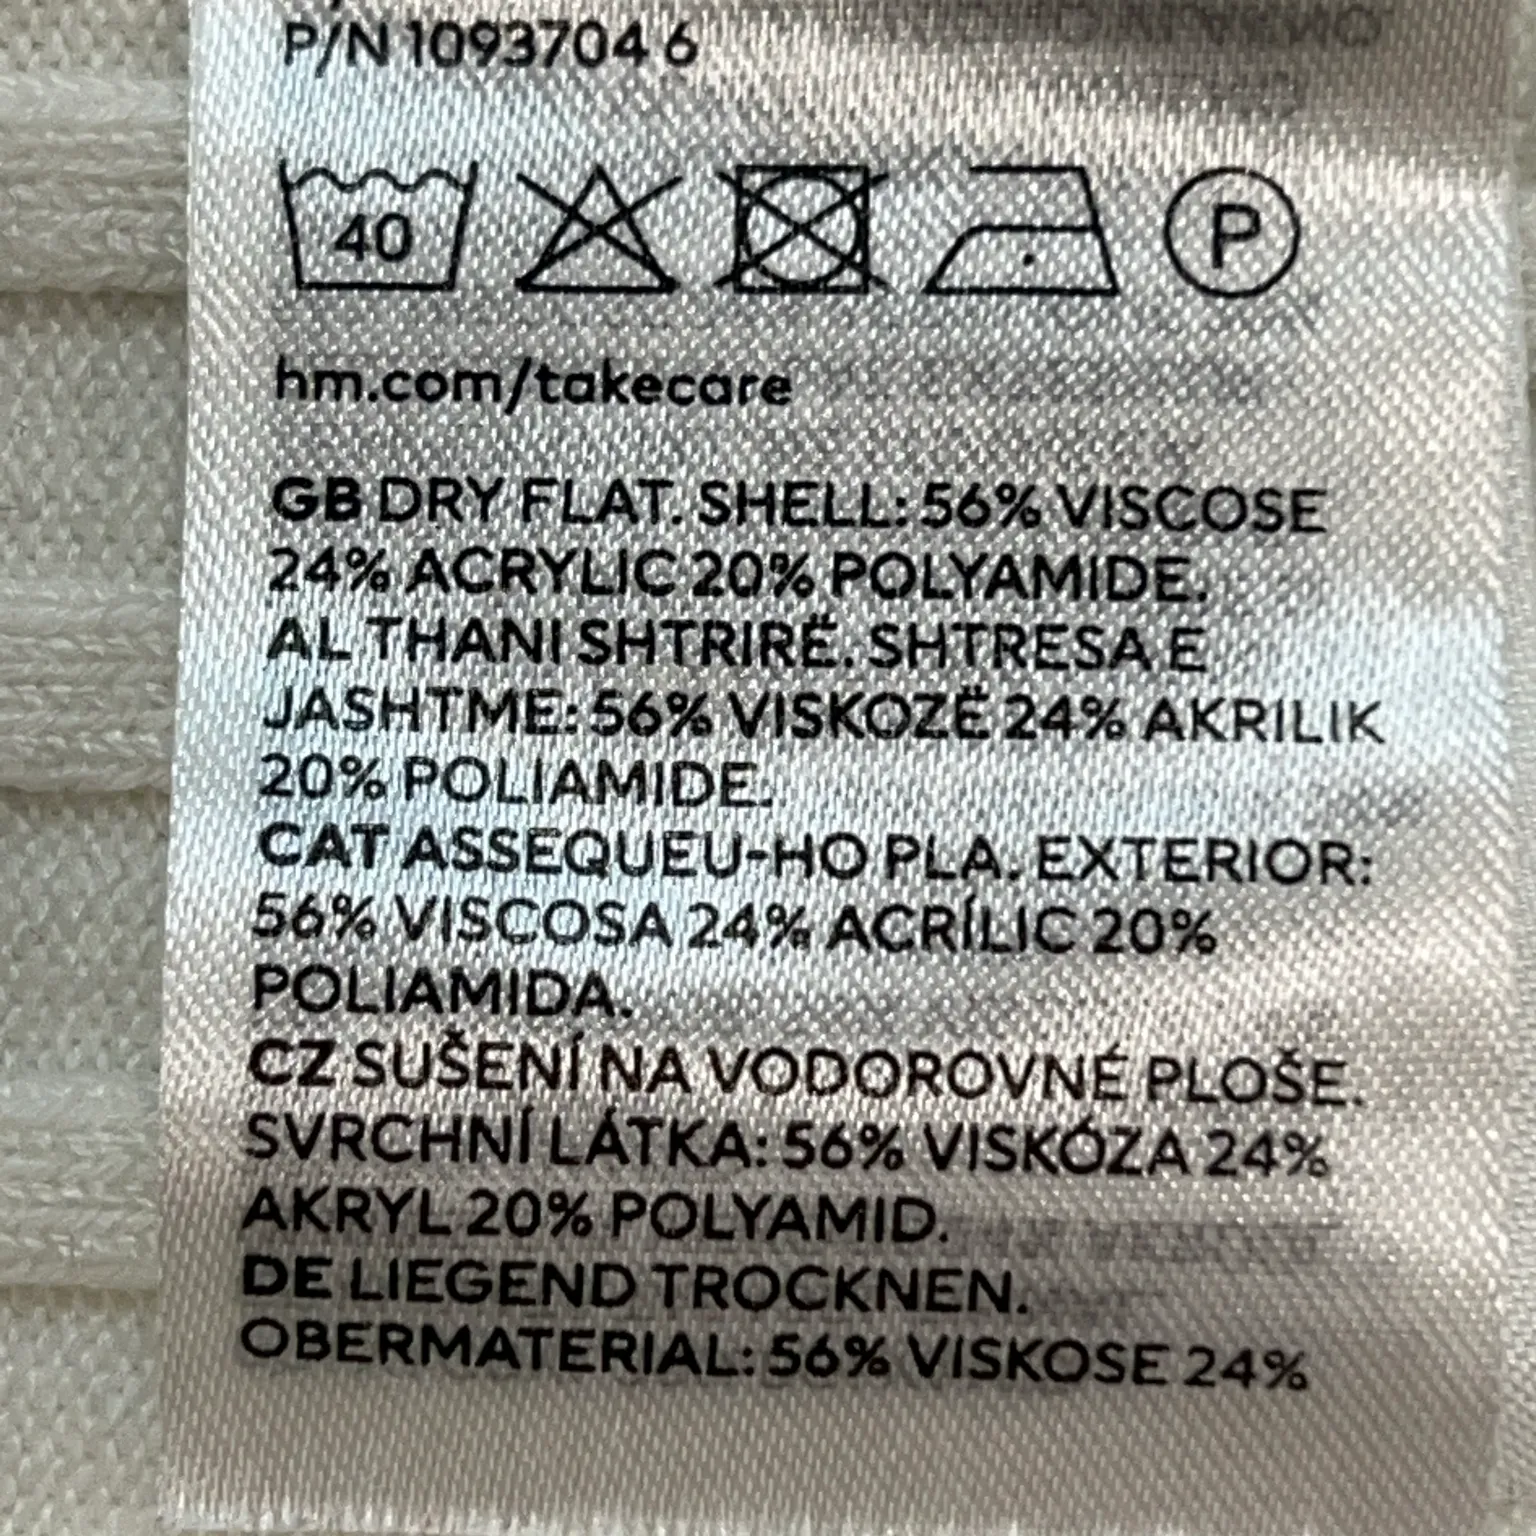 P/N 1093704 6
40
P
hm.com/takecare
GB DRY FLAT. SHELL: 56% VISCOSE
24% ACRYLIC 20% POLYAMIDE.
AL THANI SHTRIRË. SHTRESA E
JASHTME: 56% VISKOZË 24% AKRILIK
20% POLIAMIDE.
CAT ASSEQUEU-HO PLA. EXTERIOR:
56% VISCOSA 24% ACRÍLIC 20%
POLIAMIDA.
CZ SUŠENÍ NA VODOROVNÉ PLOŠE.
SVRCHNÍ LÁTKA: 56% VISKÓZA 24%
AKRYL 20% POLYAMID.
DE LIEGEND TROCKNEN.
OBERMATERIAL: 56% VISKOSE 24%